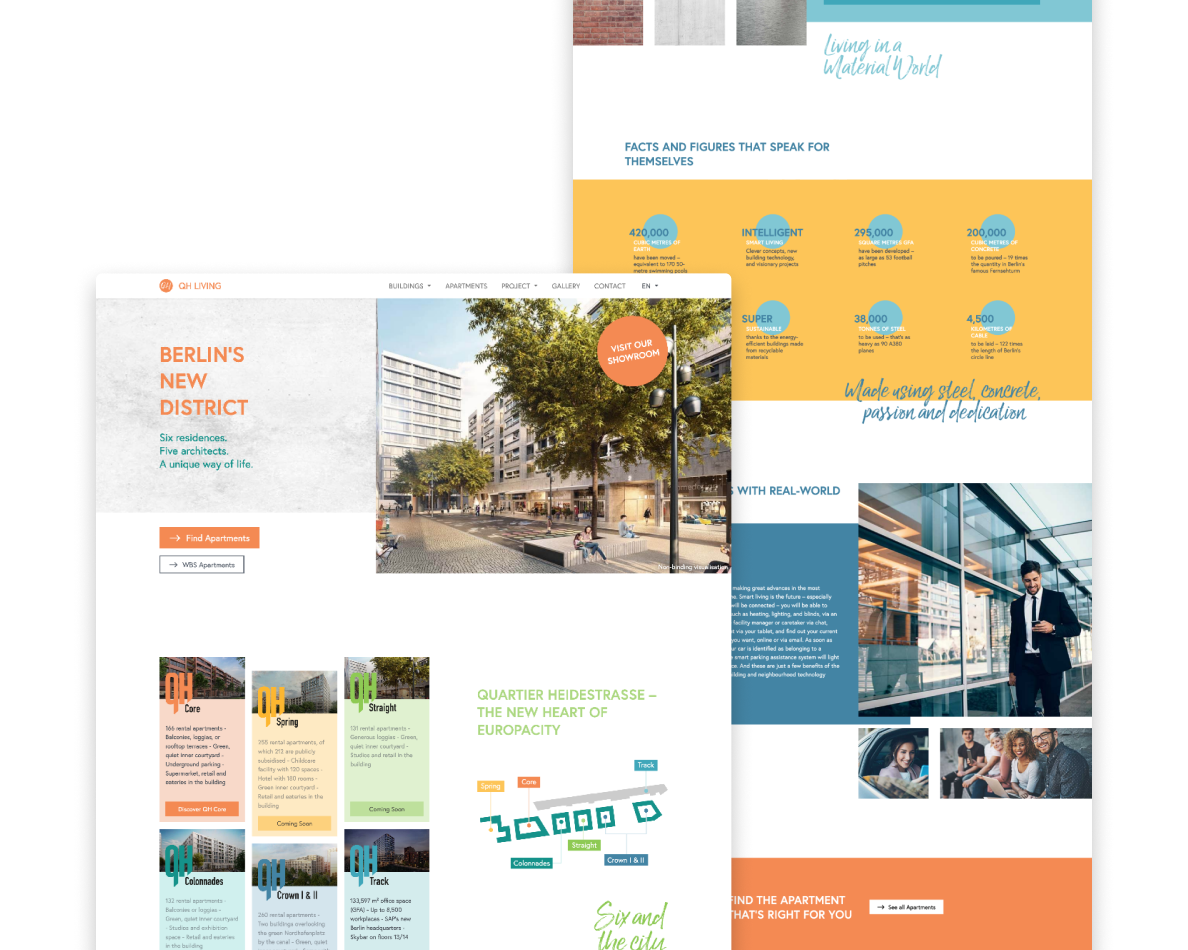 Living in a
Material World
FACTS AND FIGURES THAT SPEAK FOR
THEMSELVES
420,000
CUBIC METRES OF
EARTH
have been moved –
equivalent to 170 50-
metre swimming pools
INTELLIGENT
SMART LIVING
Clever concepts, new
building technology,
and visionary projects
295,000
SQUARE METRES GFA
have been developed –
as large as 53 football
pitches
200,000
CUBIC METRES OF
CONCRETE
to be poured – 19 times
the quantity in Berlin's
famous Fernsehturm
SUPER
SUSTAINABLE
thanks to the energy-
efficient buildings made
from recyclable
materials
38,000
TONNES OF STEEL
to be used – that's as
heavy as 90 A380
planes
4,500
KILOMETRES OF
CABLE
to be laid – 122 times
the length of Berlin's
circle line
Made using steel, concrete,
passion and dedication
QH LIVING
BUILDINGS
APARTMENTS
PROJECT
GALLERY
CONTACT
EN
BERLIN'S
NEW
DISTRICT
Six residences.
Five architects.
A unique way of life.
VISIT OUR
SHOWROOM
→ Find Apartments
→ WBS Apartments
Non-binding visualisation
WITH REAL-WORLD
making great advances in the most
Smart living is the future – especially
will be connected – you will be able to
such as heating, lighting, and blinds, via an
facility manager or caretaker via chat,
via your tablet, and find out your current
you want, online or via email. As soon as
car is identified as belonging to a
smart parking assistance system will light
And these are just a few benefits of the
building and neighbourhood technology
QH
Core
166 rental apartments -
Balconies, loggias, or
rooftop terraces - Green,
quiet inner courtyard -
Underground parking -
Supermarket, retail and
eateries in the building
Discover QH Core
QH
Spring
255 rental apartments, of
which 212 are publicly
subsidized - Childcare
facility with 120 spaces -
Hotel with 160 rooms -
Green inner courtyard -
Retail and eateries in the
building
Coming Soon
QH
Straight
131 rental apartments -
Generous loggias - Green,
quiet inner courtyard -
Studios and retail in the
building
Coming Soon
QH
Colonnades
132 rental apartments -
Balconies or loggias -
Green, quiet inner courtyard
- Studios and exhibition
space - Retail and eateries
in the building
QH
Crown I & II
260 rental apartments -
Two buildings overlooking
the green Nordhafenplatz
by the canal - Green, quiet
QH
Track
133,597 m² office space
(GFA) - Up to 8,500
workplaces - SAP's new
Berlin headquarters -
Skybar on floors 13/14
QUARTIER HEIDESTRASSE –
THE NEW HEART OF
EUROPACITY
Track
Spring
Core
Straight
Colonnades
Crown I & II
Six and
the city
FIND THE APARTMENT
THAT'S RIGHT FOR YOU
→ See all Apartments